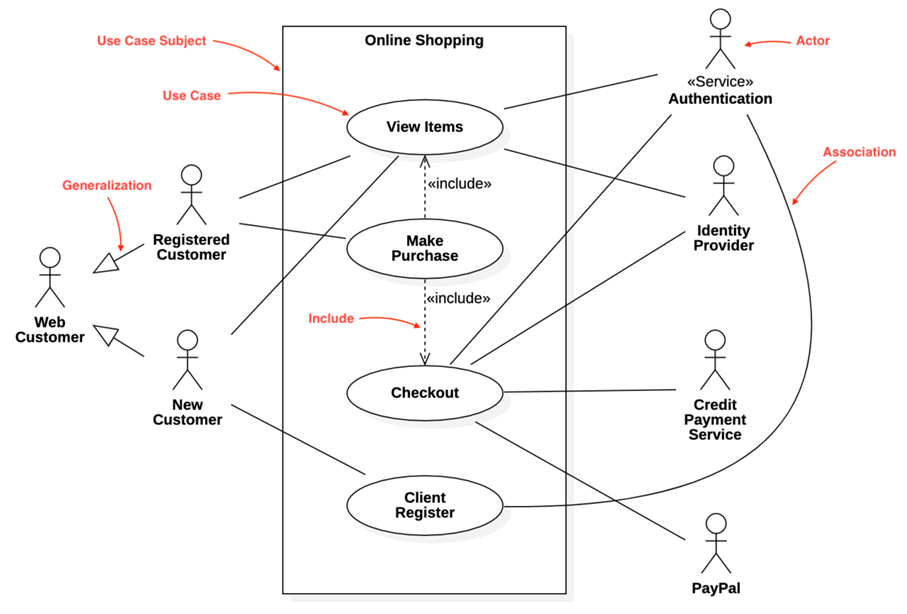 Use Case Subject
Online Shopping
Actor
«Service»
Authentication
Use Case
View Items
Association
Generalization
«include»
Registered
Customer
Make
Purchase
Identity
Provider
Web
Customer
«include»
Include
New
Customer
Checkout
Credit
Payment
Service
Client
Register
PayPal